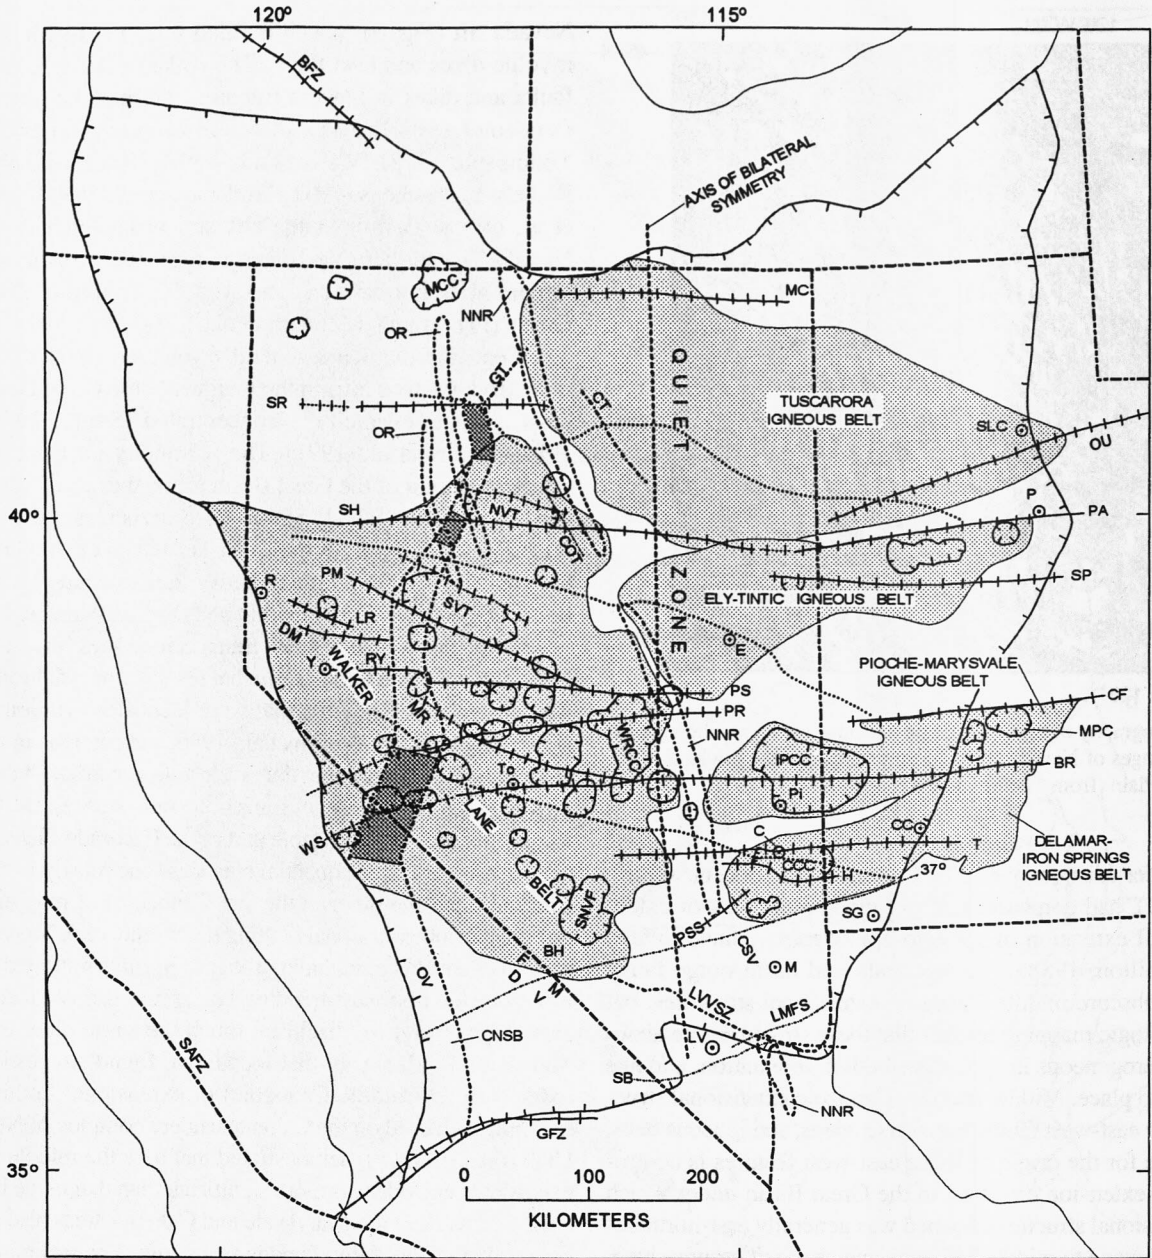 120°
115°
BFZ
AXIS OF BILATERAL
SYMMETRY
MCC
MC
NNR
OR
GT
QUIET
CT
TUSCARORA
IGNEOUS BELT
SR
SLC
OR
OU
P
40°
SH
NVT
PA
COT
R
PM
SP
ZONE
ELY-TINTIC IGNEOUS BELT
SVT
LR
DM
E
Y
WALKER
RV
PIOCHE-MARYSVALE
IGNEOUS BELT
PS
CF
MR
PR
MPC
NNR
WRCC
IPCC
BR
T
Pi
LANE
C
CC
T
WS
CCC
H
37°
DELAMAR-
IRON SPRINGS
IGNEOUS BELT
BELT
SNVF
SG
PSS
BH
CSV
F
M
M
D
V
OV
LVVSZ
LMFS
CNSB
LV
SAFZ
SB
NNR
GFZ
35°
0 100 200
KILOMETERS